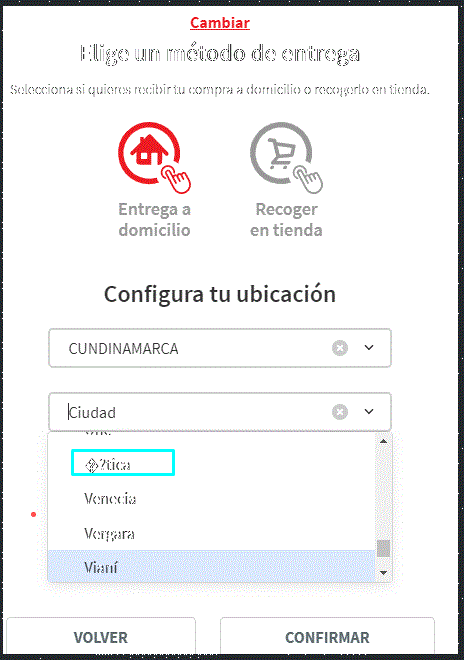 Cambiar
Elige un método de entrega
Selecciona si quieres recibir tu compra a domicilio o recogerlo en tienda.
Entrega a
domicilio
Recoger
en tienda
Configura tu ubicación
CUNDINAMARCA
Ciudad
�?tica
Venecia
Vergara
Vianí
VOLVER
CONFIRMAR